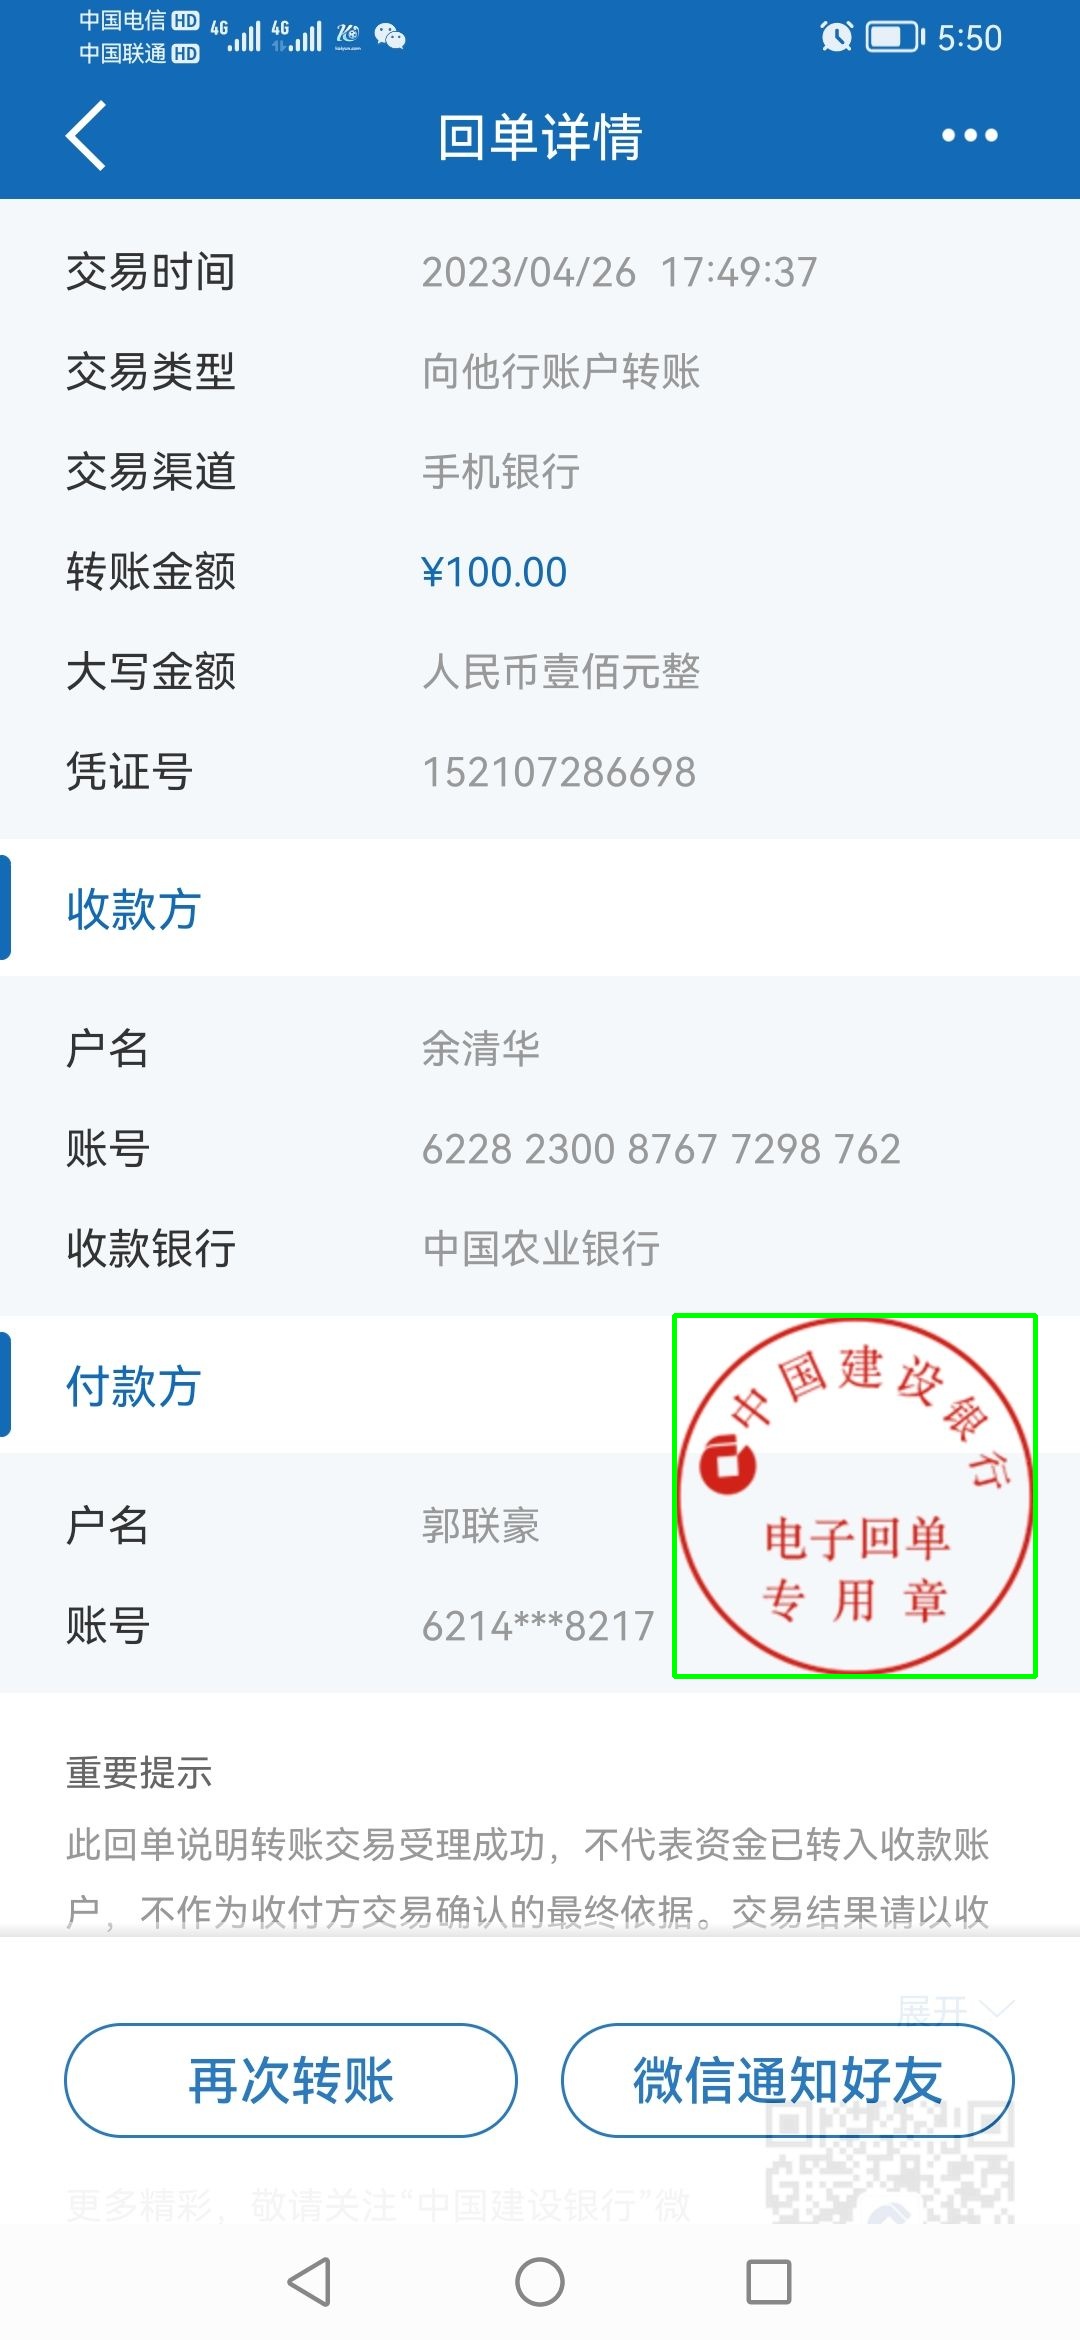 中国电信 HD 4G 4G 5:50
中国联通 HD
回单详情
交易时间 2023/04/26 17:49:37
交易类型 向他行账户转账
交易渠道 手机银行
转账金额 ¥100.00
大写金额 人民币壹佰元整
凭证号 152107286698
收款方
户名 余清华
账号 6228 2300 8767 7298 762
收款银行 中国农业银行
付款方
中国建设银行
电子回单
专用章
户名 郭联豪
账号 6214***8217
重要提示
此回单说明转账交易受理成功，不代表资金已转入收款账
户，不作为收付方交易确认的最终依据。交易结果请以收
展开
再次转账 微信通知好友
更多精彩，敬请关注“中国建设银行”微